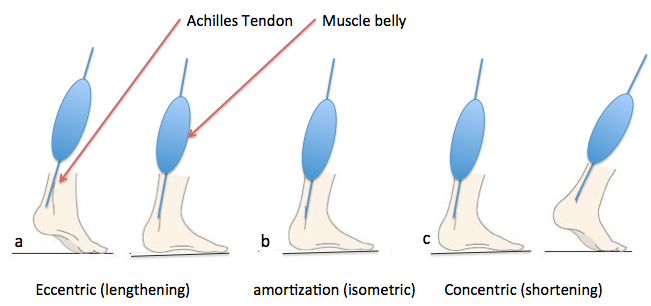 Achilles Tendon
Muscle belly
a
b
c
Eccentric (lengthening)
amortization (isometric)
Concentric (shortening)